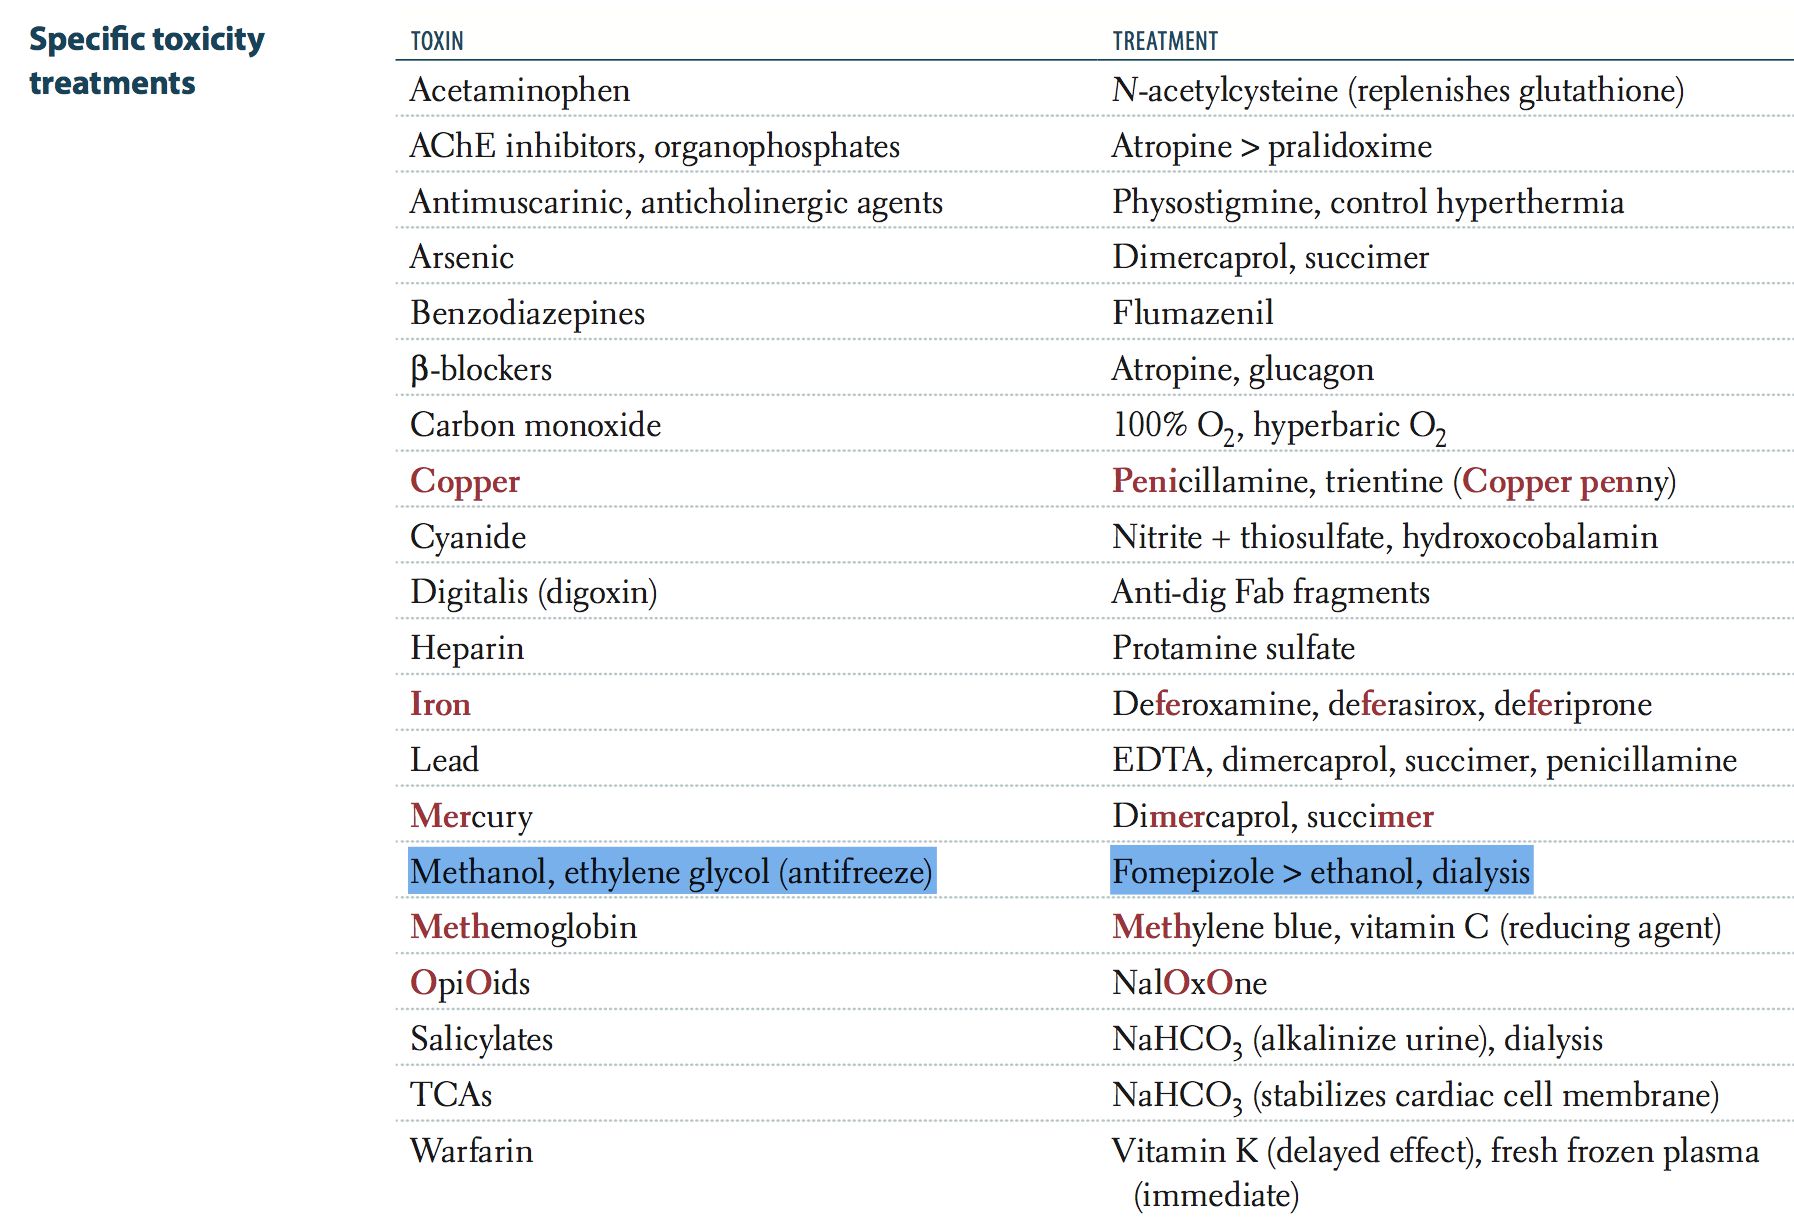 Specific toxicity
treatments
TOXIN TREATMENT
Acetaminophen N-acetylcysteine (replenishes glutathione)
AChE inhibitors, organophosphates Atropine > pralidoxime
Antimuscarinic, anticholinergic agents Physostigmine, control hyperthermia
Arsenic Dimercaprol, succimer
Benzodiazepines Flumazenil
β-blockers Atropine, glucagon
Carbon monoxide 100% O₂, hyperbaric O₂
Copper Penicillamine, trientine (Copper penny)
Cyanide Nitrite + thiosulfate, hydroxocobalamin
Digitalis (digoxin) Anti-dig Fab fragments
Heparin Protamine sulfate
Iron Deferoxamine, deferasirox, deferiprone
Lead EDTA, dimercaprol, succimer, penicillamine
Mercury Dimercaprol, succimer
Methanol, ethylene glycol (antifreeze) Fomepizole > ethanol, dialysis
Methemoglobin Methylene blue, vitamin C (reducing agent)
OpiOids NalOxOne
Salicylates NaHCO₃ (alkalinize urine), dialysis
TCAs NaHCO₃ (stabilizes cardiac cell membrane)
Warfarin Vitamin K (delayed effect), fresh frozen plasma
(immediate)